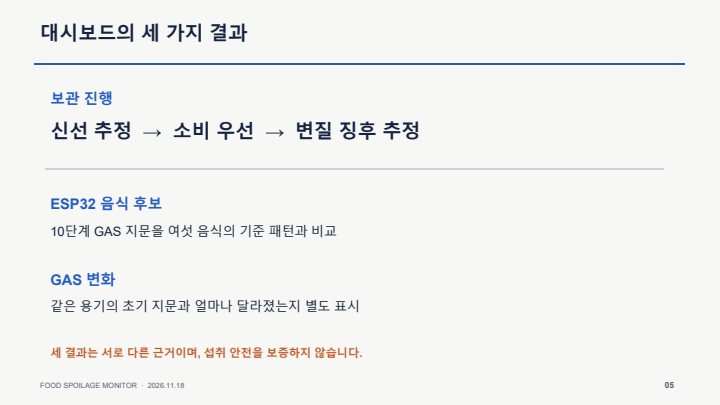 대시보드의 세 가지 결과
보관 진행
신선 추정 → 소비 우선 → 변질 징후 추정
ESP32 음식 후보
10단계 GAS 지문을 여섯 음식의 기준 패턴과 비교
GAS 변화
같은 용기의 초기 지문과 얼마나 달라졌는지 별도 표시
세 결과는 서로 다른 근거이며, 섭취 안전을 보증하지 않습니다.
FOOD SPOILAGE MONITOR · 2026.11.18
05